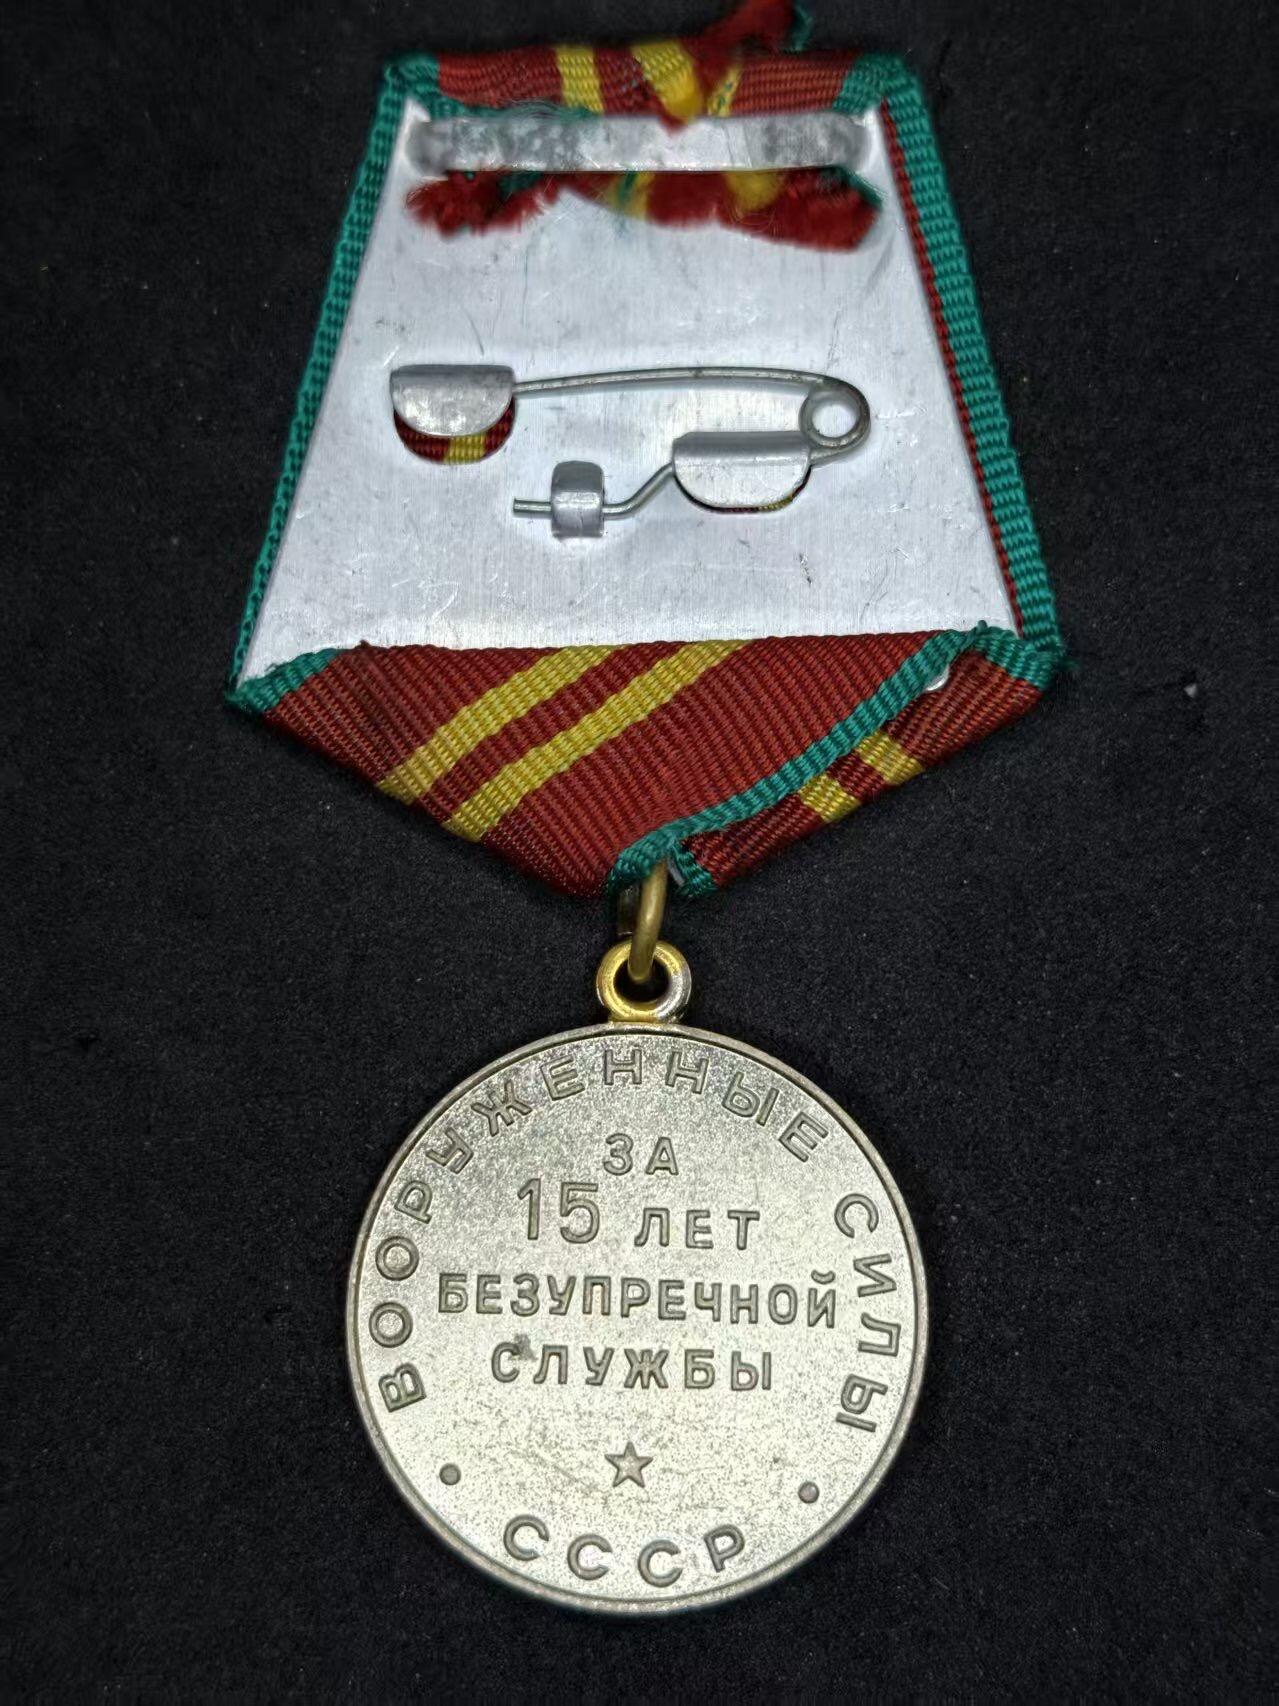 ВООРУЖЕННЫЕ СИЛЫ
ЗА
15 ЛЕТ
БЕЗУПРЕЧНОЙ
СЛУЖБЫ
СССР